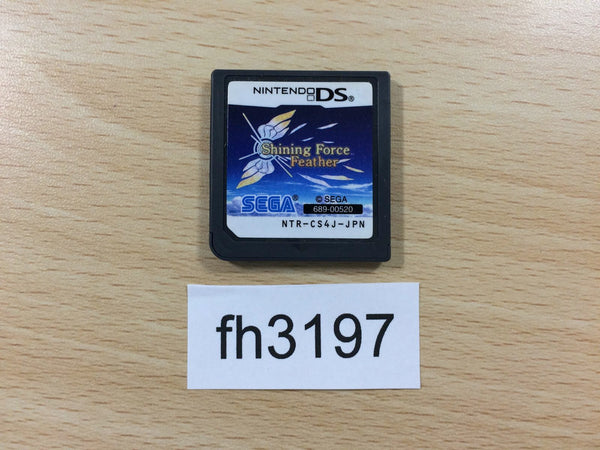 NINTENDO DS®
Shining Force
Feather
SEGA®
© SEGA
689-00520
NTR-CS4J-JPN
fh3197